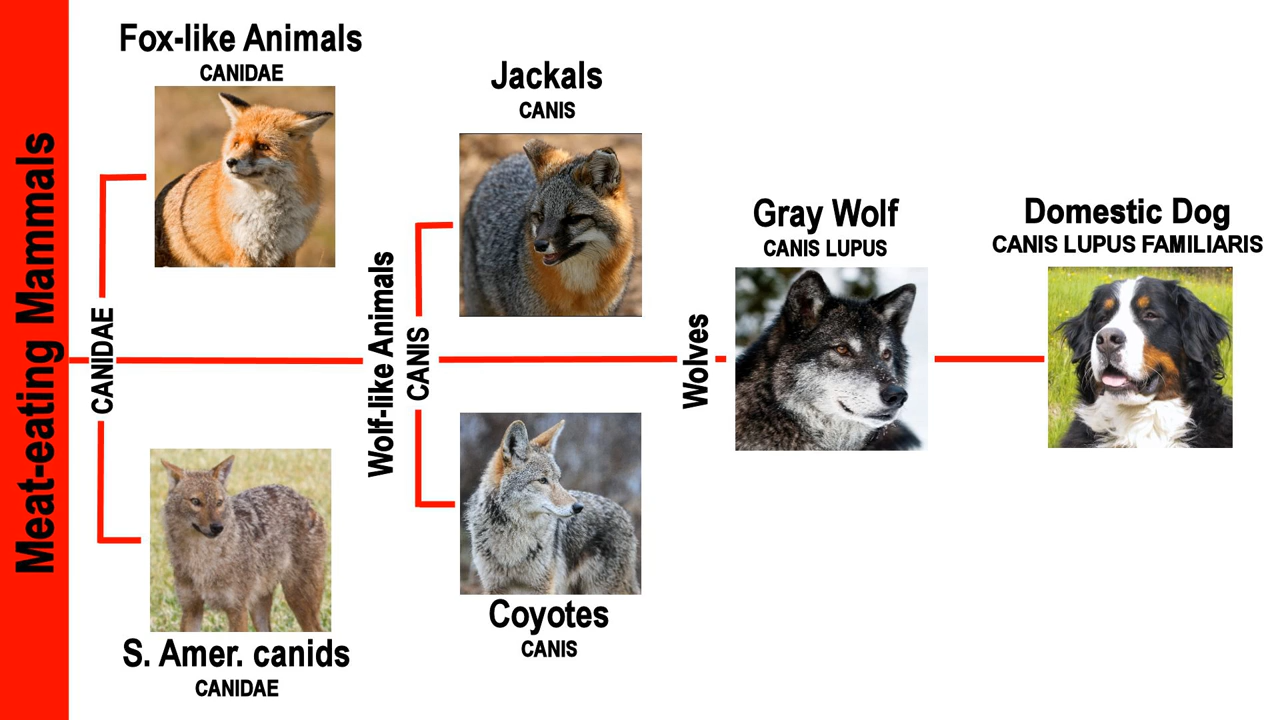 Meat-eating Mammals
Fox-like Animals
CANIDAE
CANIDAE
S. Amer. canids
CANIDAE
Wolf-like Animals
CANIS
Jackals
CANIS
Coyotes
CANIS
Wolves
Gray Wolf
CANIS LUPUS
Domestic Dog
CANIS LUPUS FAMILIARIS